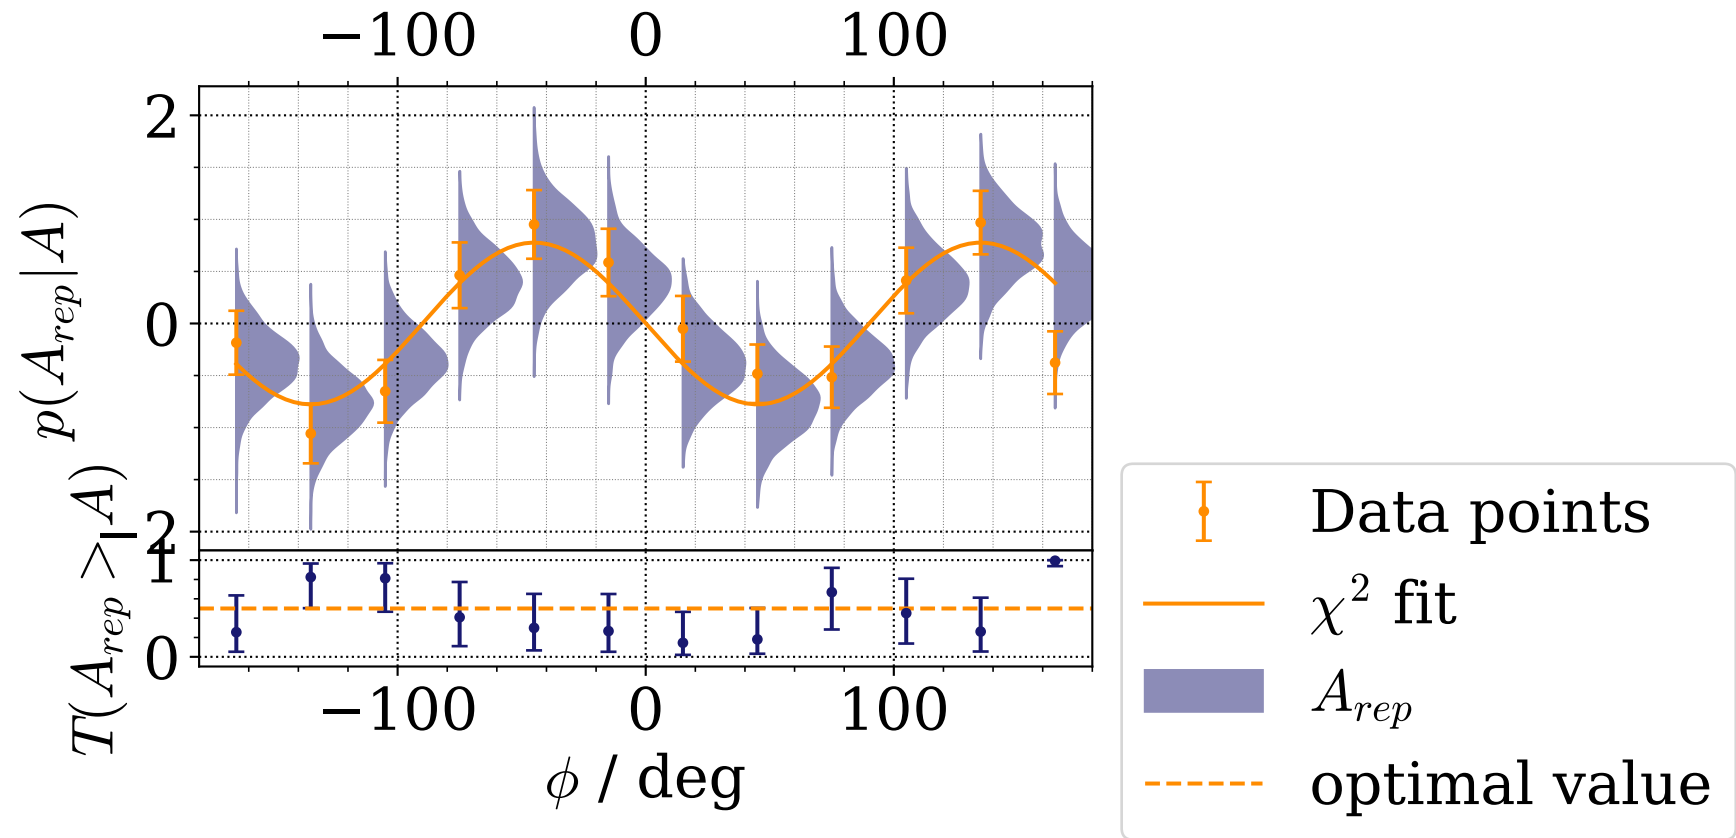 −100 0 100
2
0
−2
p(A_rep|A)
1
0
T(A_rep > A)
−100 0 100
ϕ / deg
Data points
χ² fit
A_rep
optimal value